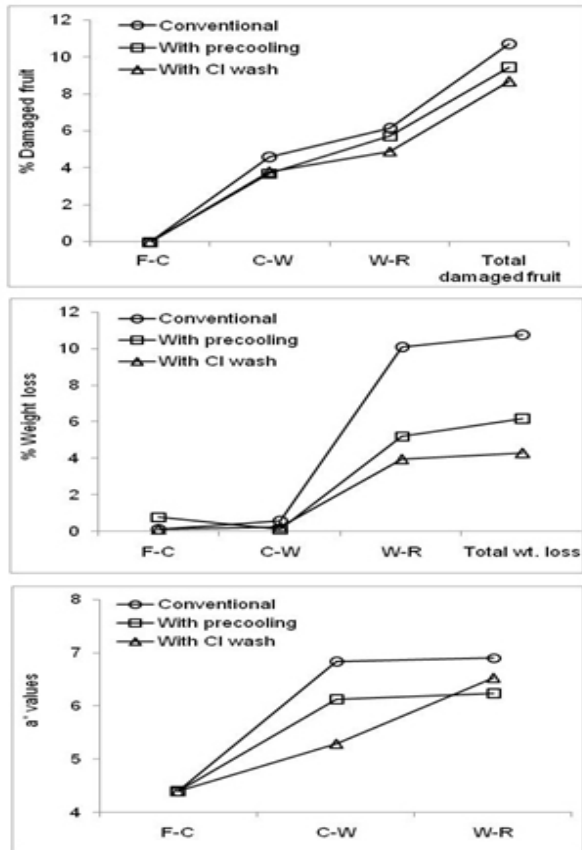 12
10
8
6
4
2
0
% Damaged fruit
Conventional
With precooling
With Cl wash
F-C
C-W
W-R
Total
damaged fruit
12
10
8
6
4
2
0
% Weight loss
Conventional
With precooling
With Cl wash
F-C
C-W
W-R
Total wt. loss
8
7
6
5
4
a* values
Conventional
With precooling
With Cl wash
F-C
C-W
W-R